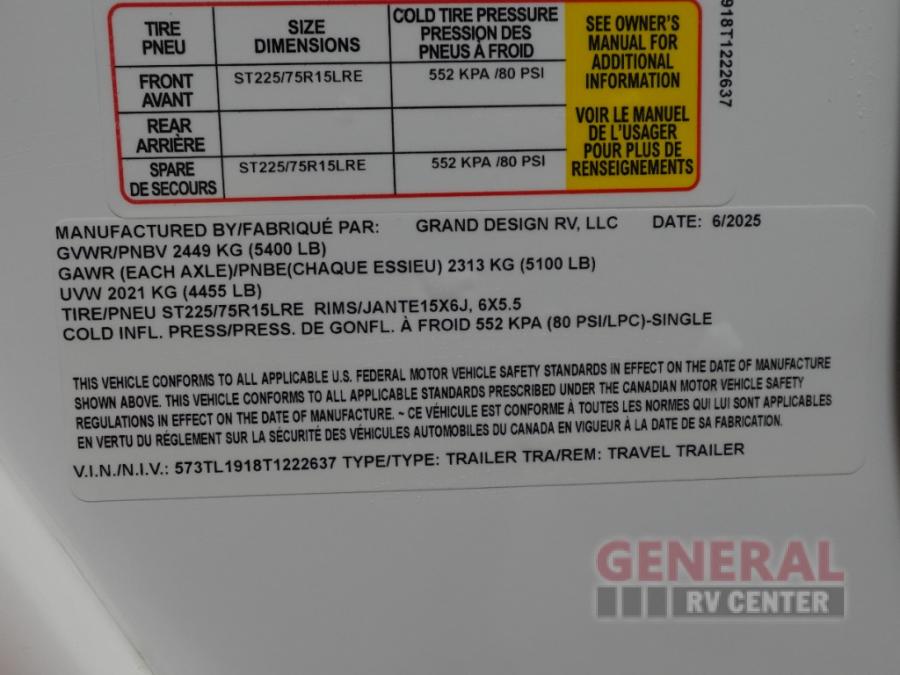 TIRE PNEU SIZE DIMENSIONS COLD TIRE PRESSURE PRESSION DES PNEUS À FROID
FRONT AVANT ST225/75R15LRE 552 KPA /80 PSI
REAR ARRIÈRE
SPARE DE SECOURS ST225/75R15LRE 552 KPA /80 PSI
SEE OWNER'S
MANUAL FOR
ADDITIONAL
INFORMATION
VOIR LE MANUEL
DE L'USAGER
POUR PLUS DE
RENSEIGNEMENTS
918T1222637
MANUFACTURED BY/FABRIQUÉ PAR: GRAND DESIGN RV, LLC DATE: 6/2025
GVWR/PNBV 2449 KG (5400 LB)
GAWR (EACH AXLE)/PNBE(CHAQUE ESSIEU) 2313 KG (5100 LB)
UVW 2021 KG (4455 LB)
TIRE/PNEU ST225/75R15LRE RIMS/JANTE15X6J, 6X5.5
COLD INFL. PRESS/PRESS. DE GONFL. À FROID 552 KPA (80 PSI/LPC)-SINGLE
THIS VEHICLE CONFORMS TO ALL APPLICABLE U.S. FEDERAL MOTOR VEHICLE SAFETY STANDARDS IN EFFECT ON THE DATE OF MANUFACTURE
SHOWN ABOVE. THIS VEHICLE CONFORMS TO ALL APPLICABLE STANDARDS PRESCRIBED UNDER THE CANADIAN MOTOR VEHICLE SAFETY
REGULATIONS IN EFFECT ON THE DATE OF MANUFACTURE. ~ CE VÉHICULE EST CONFORME À TOUTES LES NORMES QUI LUI SONT APPLICABLES
EN VERTU DU RÉGLEMENT SUR LA SÉCURITÉ DES VÉHICULES AUTOMOBILES DU CANADA EN VIGUEUR À LA DATE DE SA FABRICATION.
V.I.N./N.I.V.: 573TL1918T1222637 TYPE/TYPE: TRAILER TRA/REM: TRAVEL TRAILER
GENERAL
RV CENTER